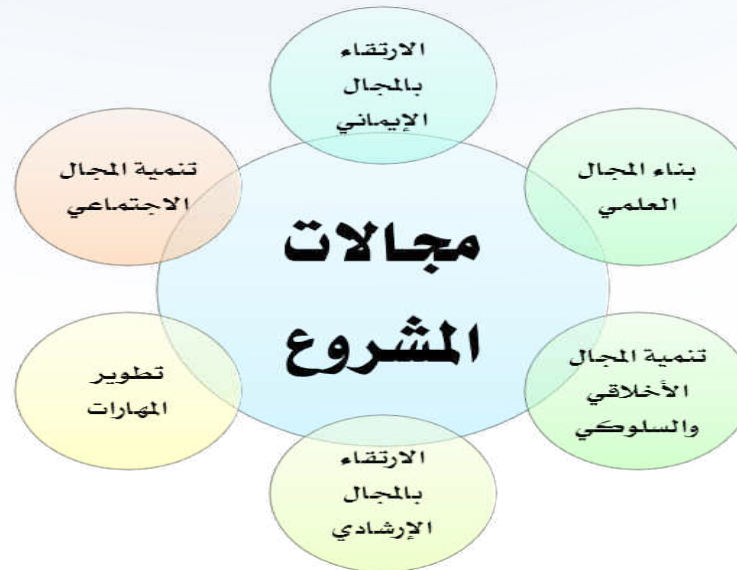 مجالات
المشروع
الارتقاء
بالمجال
الإيماني
بناء المجال
العلمي
تنمية المجال
الأخلاقي
والسلوكي
الارتقاء
بالمجال
الإرشادي
تطوير
المهارات
تنمية المجال
الاجتماعي